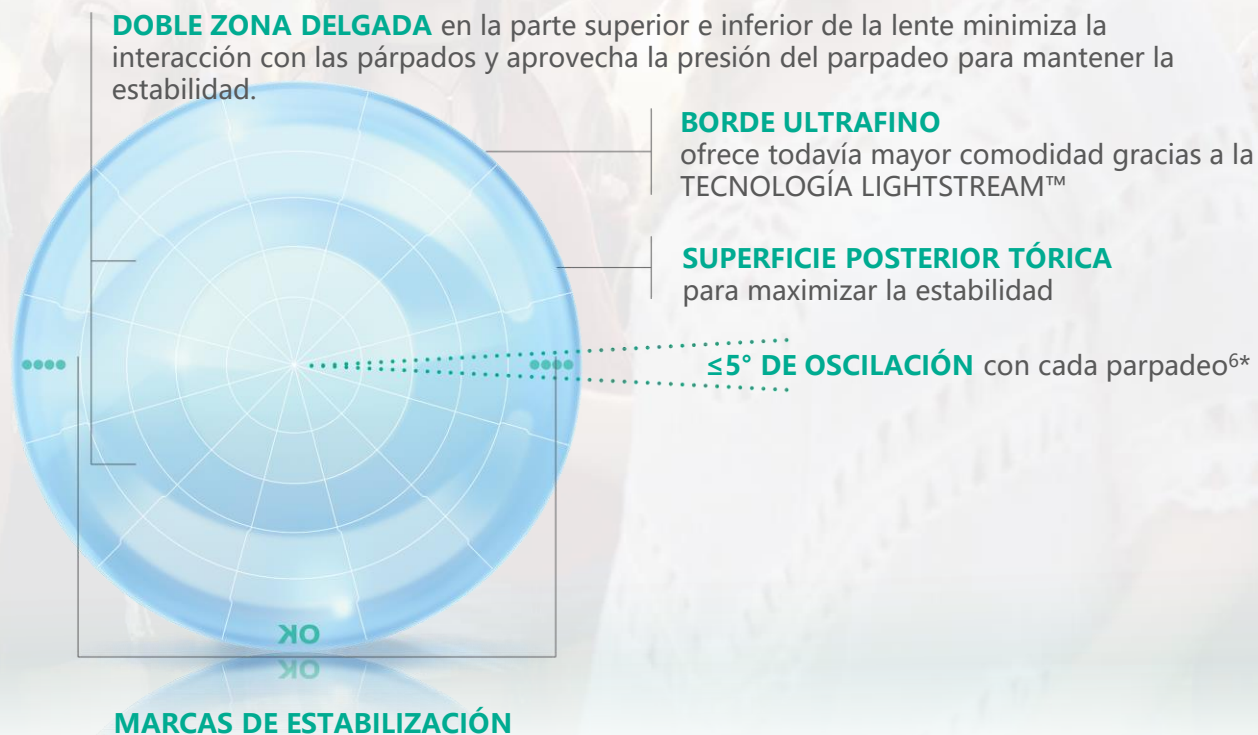 DOBLE ZONA DELGADA en la parte superior e inferior de la lente minimiza la
interacción con las párpados y aprovecha la presión del parpadeo para mantener la
estabilidad.
BORDE ULTRAFINO
ofrece todavía mayor comodidad gracias a la
TECNOLOGÍA LIGHTSTREAM™
SUPERFICIE POSTERIOR TÓRICA
para maximizar la estabilidad
≤5° DE OSCILACIÓN con cada parpadeo⁶*
OK
OK
MARCAS DE ESTABILIZACIÓN